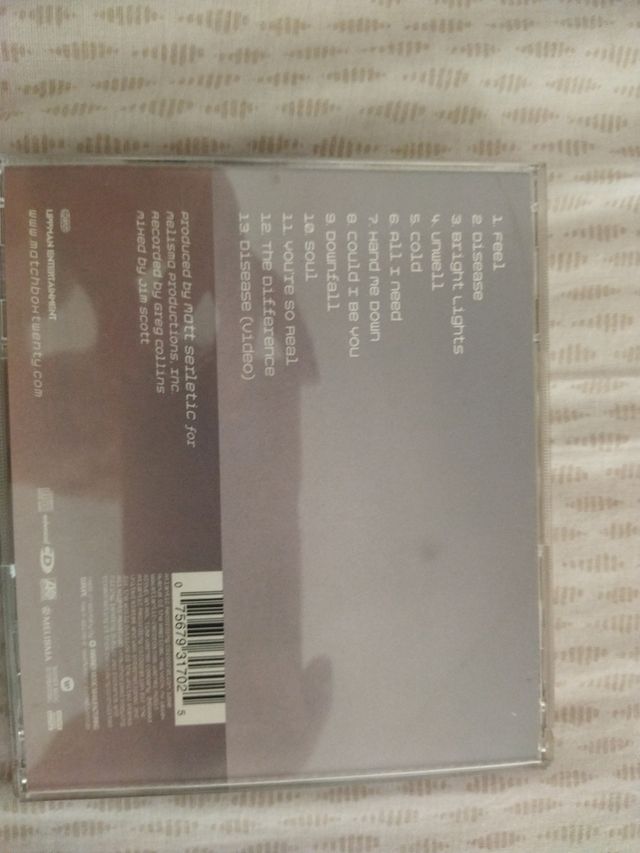 1 Feel
2 Disease
3 Bright Lights
4 Unwell
5 Cold
6 All I Need
7 Hand Me Down
8 Could I Be You
9 Downfall
10 Soul
11 You're So Real
12 The Difference
13 Disease (Video)
Produced by Matt Serletic for
Melisma Productions, Inc.
Recorded by Greg Collins
Mixed by Jim Scott
LIPPMAN ENTERTAINMENT
www.matchboxtwenty.com
0 75679 31702 5
MELISMA